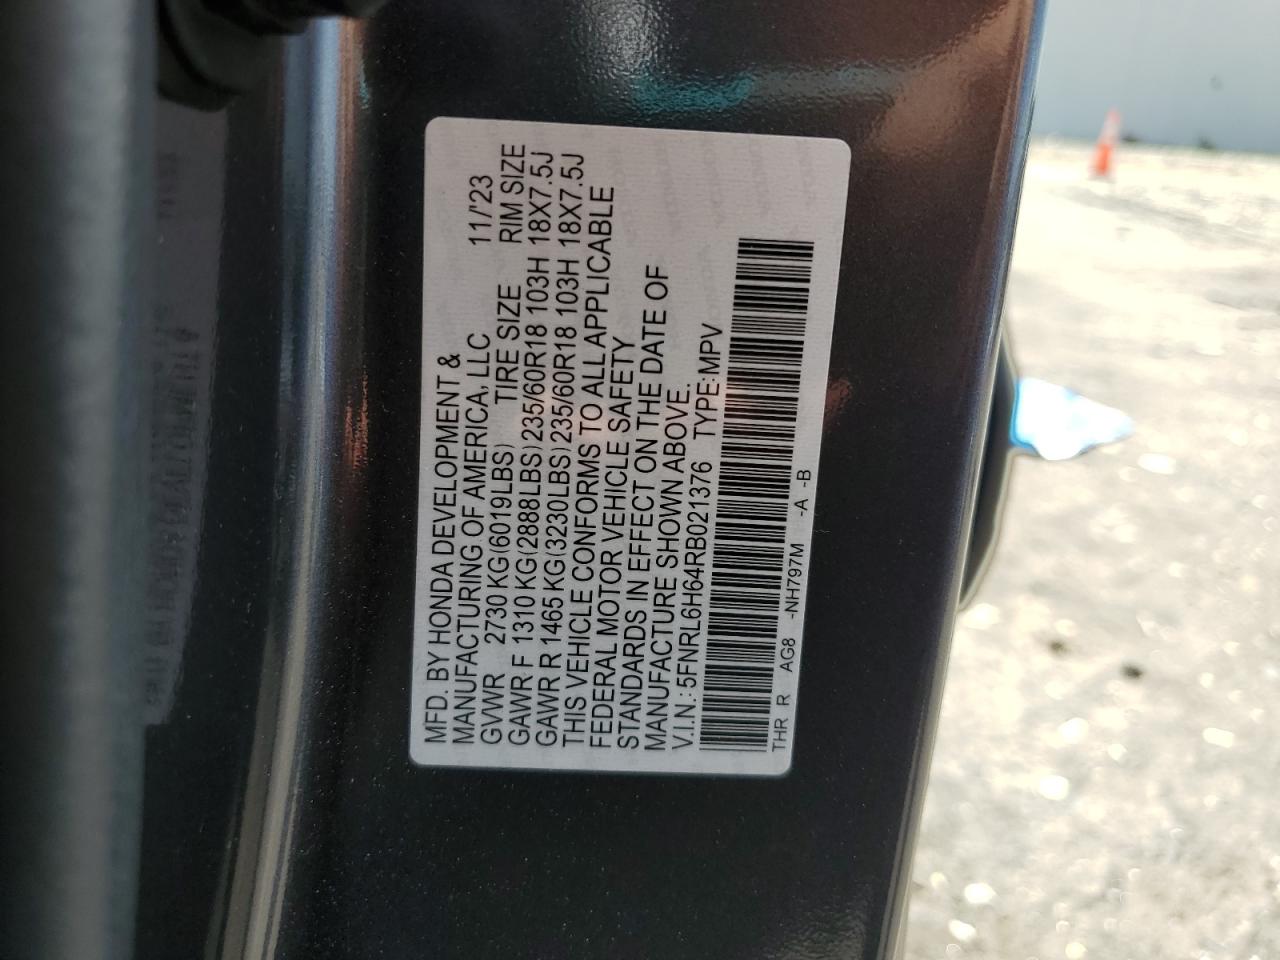 MFD. BY HONDA DEVELOPMENT &
MANUFACTURING OF AMERICA, LLC 11/'23
GVWR 2730 KG(6019LBS) TIRE SIZE RIM SIZE
GAWR F 1310 KG(2888LBS) 235/60R18 103H 18X7.5J
GAWR R 1465 KG(3230LBS) 235/60R18 103H 18X7.5J
THIS VEHICLE CONFORMS TO ALL APPLICABLE
FEDERAL MOTOR VEHICLE SAFETY
STANDARDS IN EFFECT ON THE DATE OF
MANUFACTURE SHOWN ABOVE.
V.I.N.: 5FNRL6H64RB021376 TYPE:MPV
THR R AG8 -NH797M -A -B